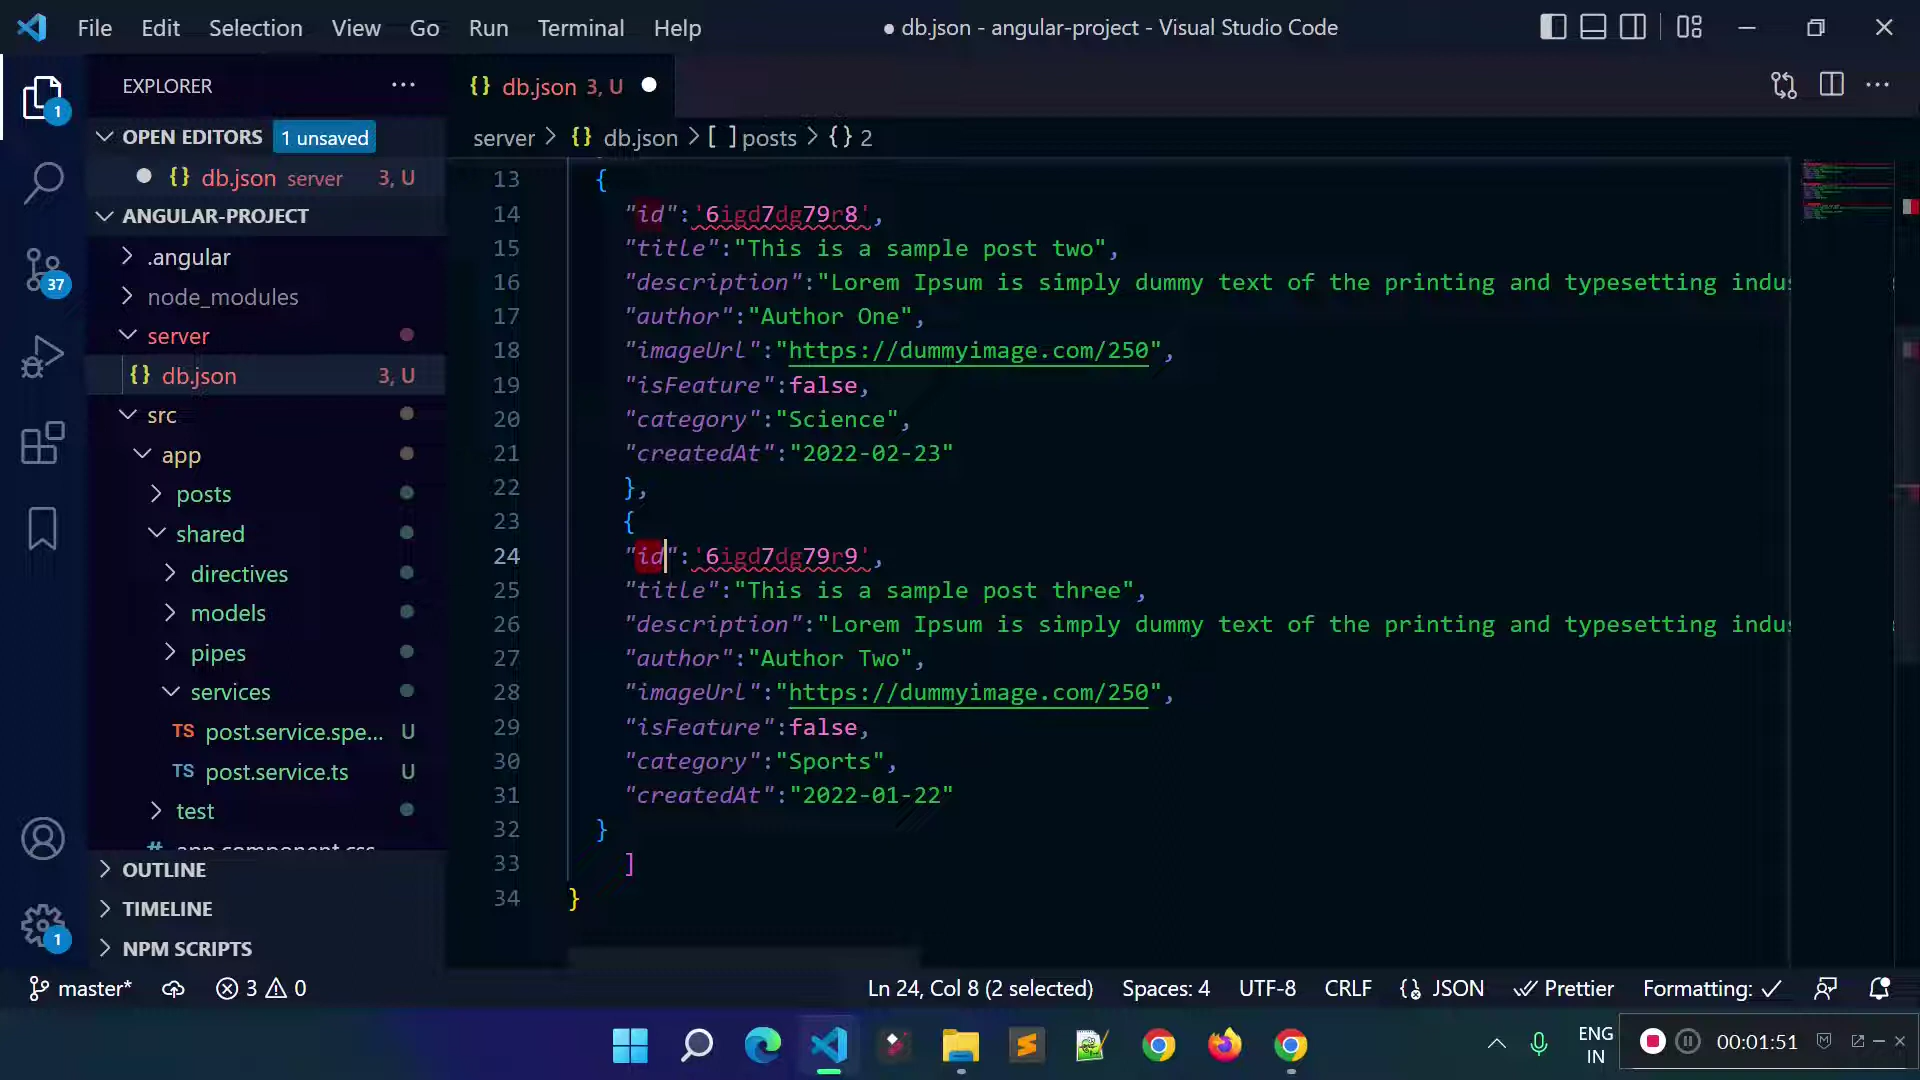 File Edit Selection View Go Run Terminal Help
● db.json - angular-project - Visual Studio Code
EXPLORER
OPEN EDITORS 1 unsaved
{} db.json server 3, U
ANGULAR-PROJECT
.angular
node_modules
server
{} db.json 3, U
src
app
posts
shared
directives
models
pipes
services
TS post.service.spe... U
TS post.service.ts U
test
# app.component.css
OUTLINE
TIMELINE
NPM SCRIPTS
1
37
1
{} db.json 3, U
server > {} db.json > [ ] posts > {} 2
13 {
14 "id":'6igd7dg79r8',
15 "title":"This is a sample post two",
16 "description":"Lorem Ipsum is simply dummy text of the printing and typesetting indus
17 "author":"Author One",
18 "imageUrl":"https://dummyimage.com/250",
19 "isFeature":false,
20 "category":"Science",
21 "createdAt":"2022-02-23"
22 },
23 {
24 "id":'6igd7dg79r9',
25 "title":"This is a sample post three",
26 "description":"Lorem Ipsum is simply dummy text of the printing and typesetting indus
27 "author":"Author Two",
28 "imageUrl":"https://dummyimage.com/250",
29 "isFeature":false,
30 "category":"Sports",
31 "createdAt":"2022-01-22"
32 }
33 ]
34 }
master* 3 0
Ln 24, Col 8 (2 selected) Spaces: 4 UTF-8 CRLF {} JSON Prettier Formatting:
ENG
IN
00:01:51